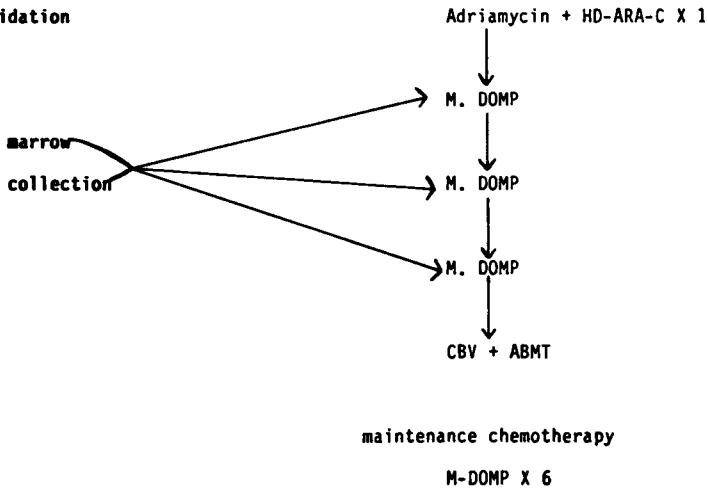 idation
Adriamycin + HD-ARA-C X 1
M. DOMP
marrow
collection
M. DOMP
M. DOMP
CBV + ABMT
maintenance chemotherapy
M-DOMP X 6